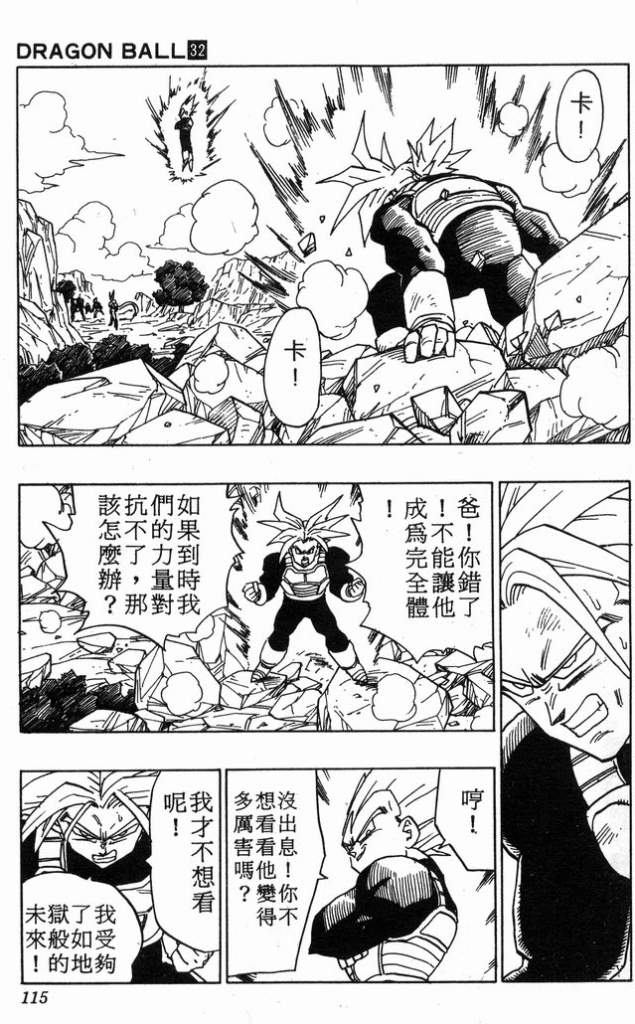 DRAGON BALL 32
卡！
卡！
爸！你錯了
！不能讓他
成為完全體
！
如果到時我
們的力量對
抗不了，那
該怎麼辦？
哼！
沒出息！你不
想看看他變得
多厲害嗎？
我才不想看
呢！
我受夠
了如地
獄般的
未來！
115